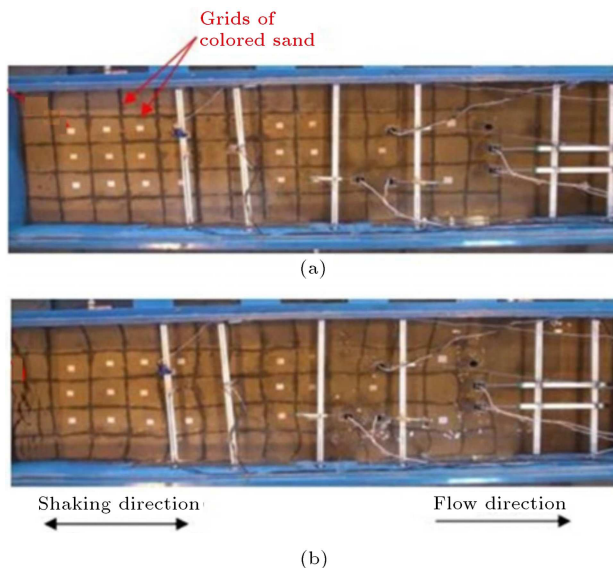 Grids of
colored sand
(a)
Shaking direction
Flow direction
(b)